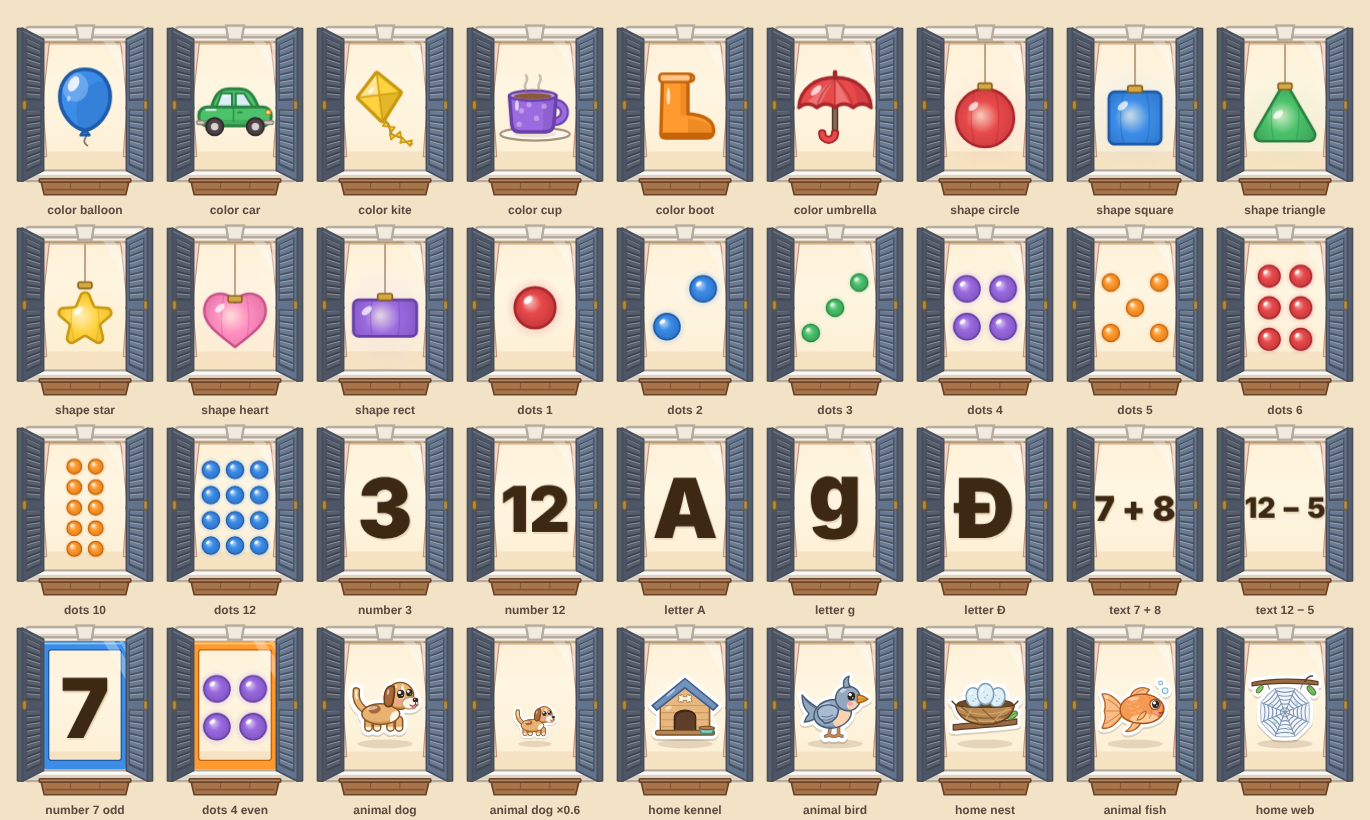 color balloon
color car
color kite
color cup
color boot
color umbrella
shape circle
shape square
shape triangle
shape star
shape heart
shape rect
dots 1
dots 2
dots 3
dots 4
dots 5
dots 6
3
12
A
g
Đ
7 + 8
12 − 5
dots 10
dots 12
number 3
number 12
letter A
letter g
letter Đ
text 7 + 8
text 12 − 5
7
number 7 odd
dots 4 even
animal dog
animal dog ×0.6
home kennel
animal bird
home nest
animal fish
home web